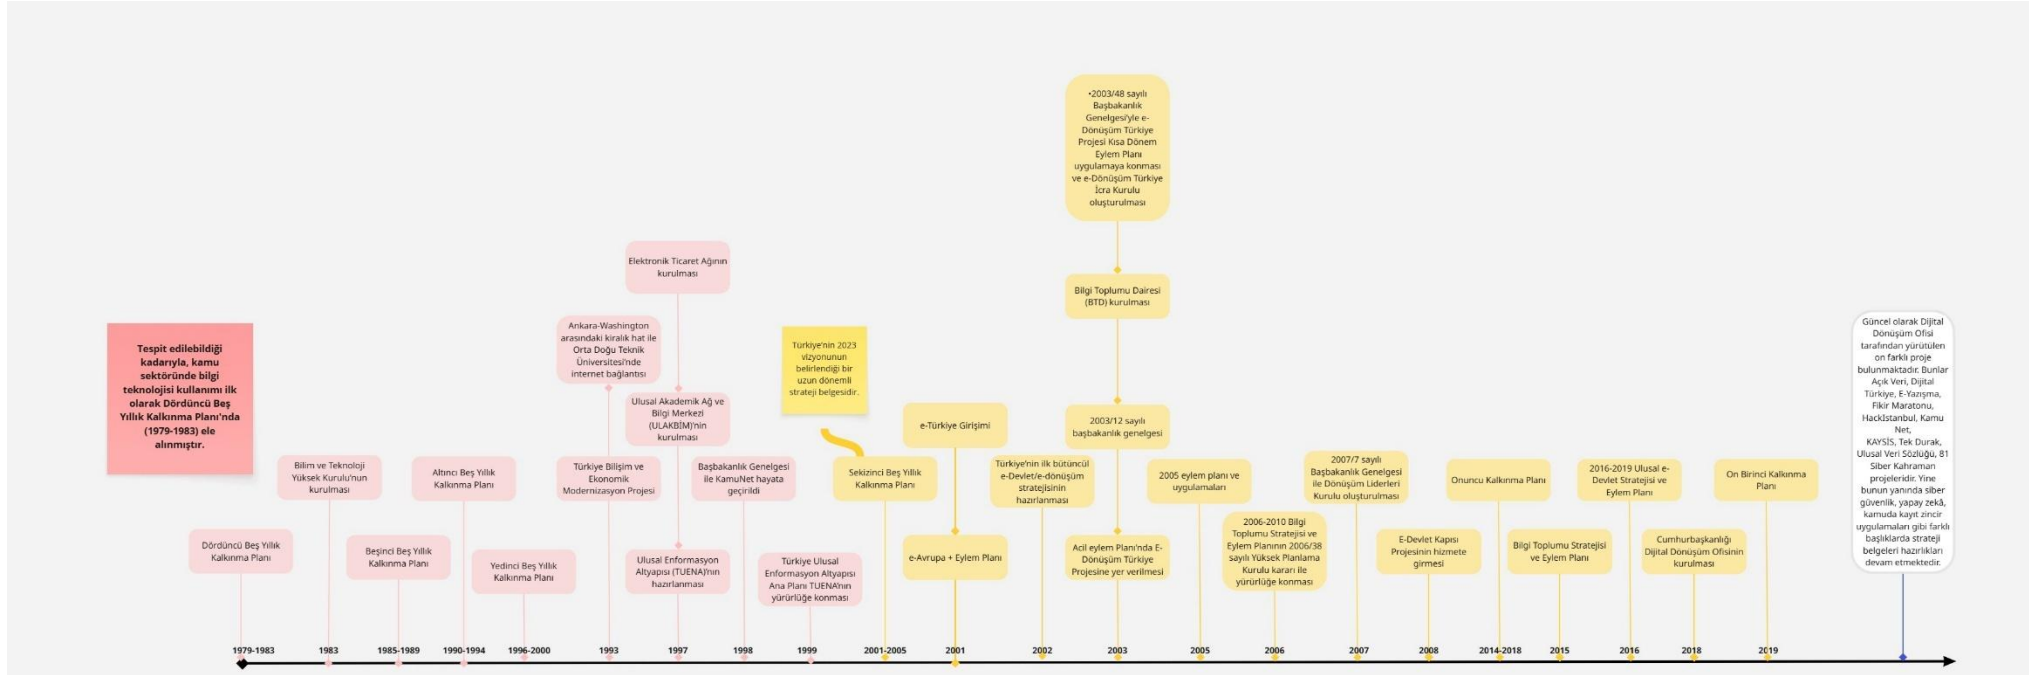 •2003/48 sayılı
Başbakanlık
Genelgesi'yle e-
Dönüşüm Türkiye
Projesi Kısa Dönem
Eylem Planı
uygulamaya konması
ve e-Dönüşüm Türkiye
İcra Kurulu
oluşturulması
Elektronik Ticaret Ağının
kurulması
Bilgi Toplumu Dairesi
(BTD) kurulması
Tespit edilebildiği
kadarıyla, kamu
sektöründe bilgi
teknolojisi kullanımı ilk
olarak Dördüncü Beş
Yıllık Kalkınma Planı'nda
(1979-1983) ele
alınmıştır.
Ankara-Washington
arasındaki kiralık hat ile
Orta Doğu Teknik
Üniversitesi'nde
internet bağlantısı
Türkiye'nin 2023
vizyonunun
belirlendiği bir
uzun dönemli
strateji belgesidir.
Ulusal Akademik Ağ ve
Bilgi Merkezi
(ULAKBİM)'nin
kurulması
e-Türkiye Girişimi
2003/12 sayılı
başbakanlık genelgesi
Güncel olarak Dijital
Dönüşüm Ofisi
tarafından yürütülen
on farklı proje
bulunmaktadır. Bunlar
Açık Veri, Dijital
Türkiye, E-Yazışma,
Fikir Maratonu,
HackIstanbul, Kamu
Net,
KAYSİS, Tek Durak,
Ulusal Veri Sözlüğü, 81
Siber Kahraman
projeleridir. Yine
bunun yanında siber
güvenlik, yapay zekâ,
kamuda kayıt zincir
uygulamaları gibi farklı
başlıklarda strateji
belgeleri hazırlıkları
devam etmektedir.
Bilim ve Teknoloji
Yüksek Kurulu'nun
kurulması
Altıncı Beş Yıllık
Kalkınma Planı
Türkiye Bilişim ve
Ekonomik
Modernizasyon Projesi
Başbakanlık Genelgesi
ile KamuNet hayata
geçirildi
Sekizinci Beş Yıllık
Kalkınma Planı
Türkiye'nin ilk bütüncül
e-Devlet/e-dönüşüm
stratejisinin
hazırlanması
2005 eylem planı ve
uygulamaları
2007/7 sayılı
Başbakanlık Genelgesi
ile Dönüşüm Liderleri
Kurulu oluşturulması
Onuncu Kalkınma Planı
2016-2019 Ulusal e-
Devlet Stratejisi ve
Eylem Planı
On Birinci Kalkınma
Planı
Dördüncü Beş Yıllık
Kalkınma Planı
Beşinci Beş Yıllık
Kalkınma Planı
Yedinci Beş Yıllık
Kalkınma Planı
Ulusal Enformasyon
Altyapısı (TUENA)'nın
hazırlanması
Türkiye Ulusal
Enformasyon Altyapısı
Ana Planı TUENA'nın
yürürlüğe konması
e-Avrupa + Eylem Planı
Acil eylem Planı'nda E-
Dönüşüm Türkiye
Projesine yer verilmesi
2006-2010 Bilgi
Toplumu Stratejisi ve
Eylem Planının 2006/38
sayılı Yüksek Planlama
Kurulu kararı ile
yürürlüğe konması
E-Devlet Kapısı
Projesinin hizmete
girmesi
Bilgi Toplumu Stratejisi
ve Eylem Planı
Cumhurbaşkanlığı
Dijital Dönüşüm Ofisinin
kurulması
1979-1983 1983 1985-1989 1990-1994 1996-2000 1993 1997 1998 1999 2001-2005 2001 2002 2003 2005 2006 2007 2008 2014-2018 2015 2016 2018 2019